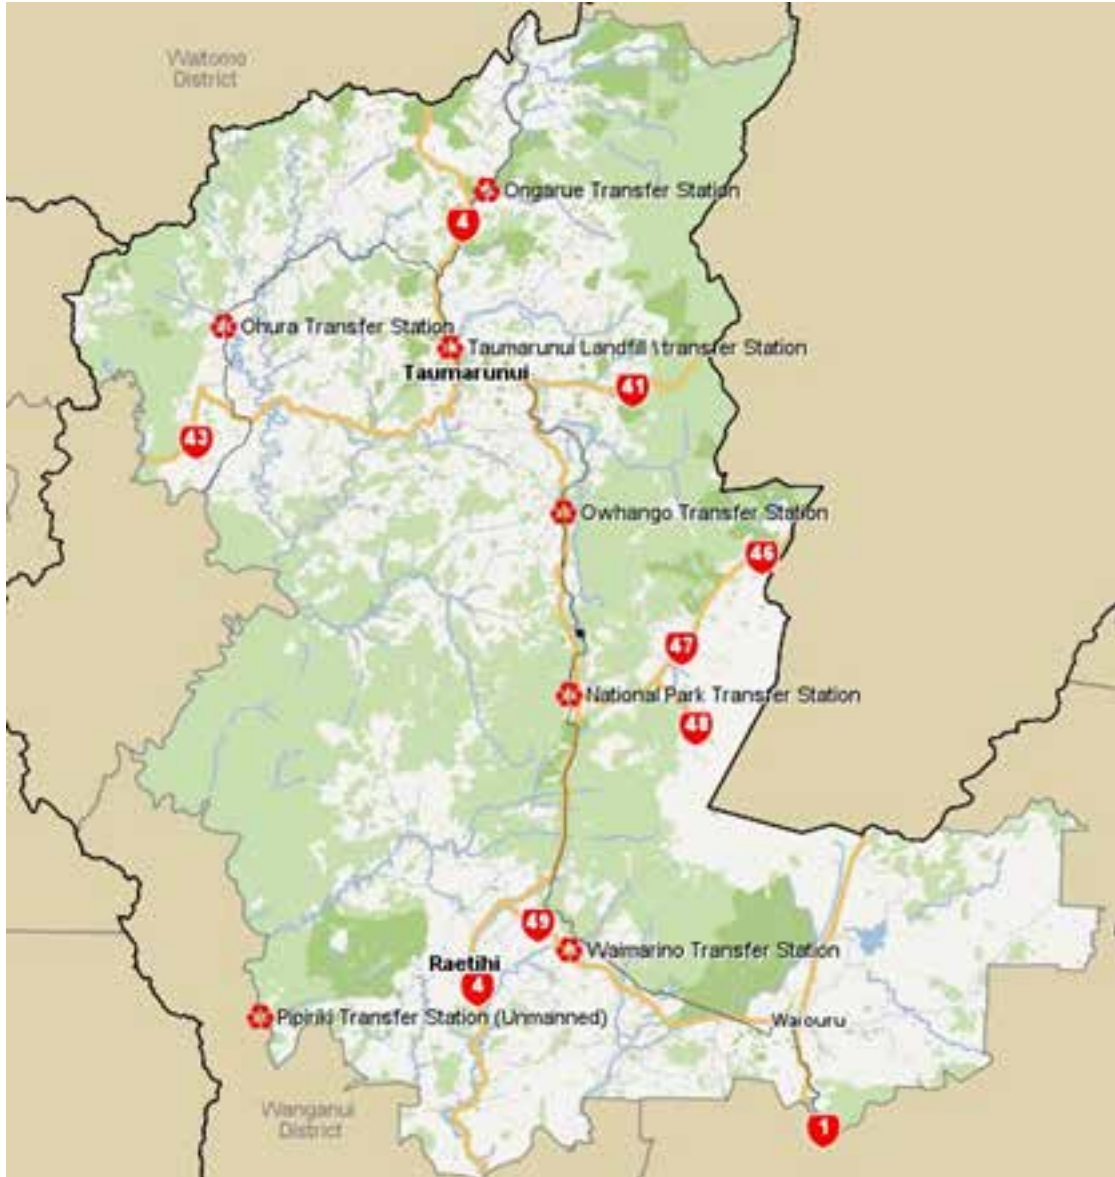 Waitomo
District
Ongarue Transfer Station
4
Ohura Transfer Station
Taumarunui Landfill \transfer Station
Taumarunui
41
43
Owhango Transfer Station
46
47
National Park Transfer Station
48
49
Waimarino Transfer Station
Raetihi
4
Pipiriki Transfer Station (Unmanned)
Waiouru
Wanganui
District
1